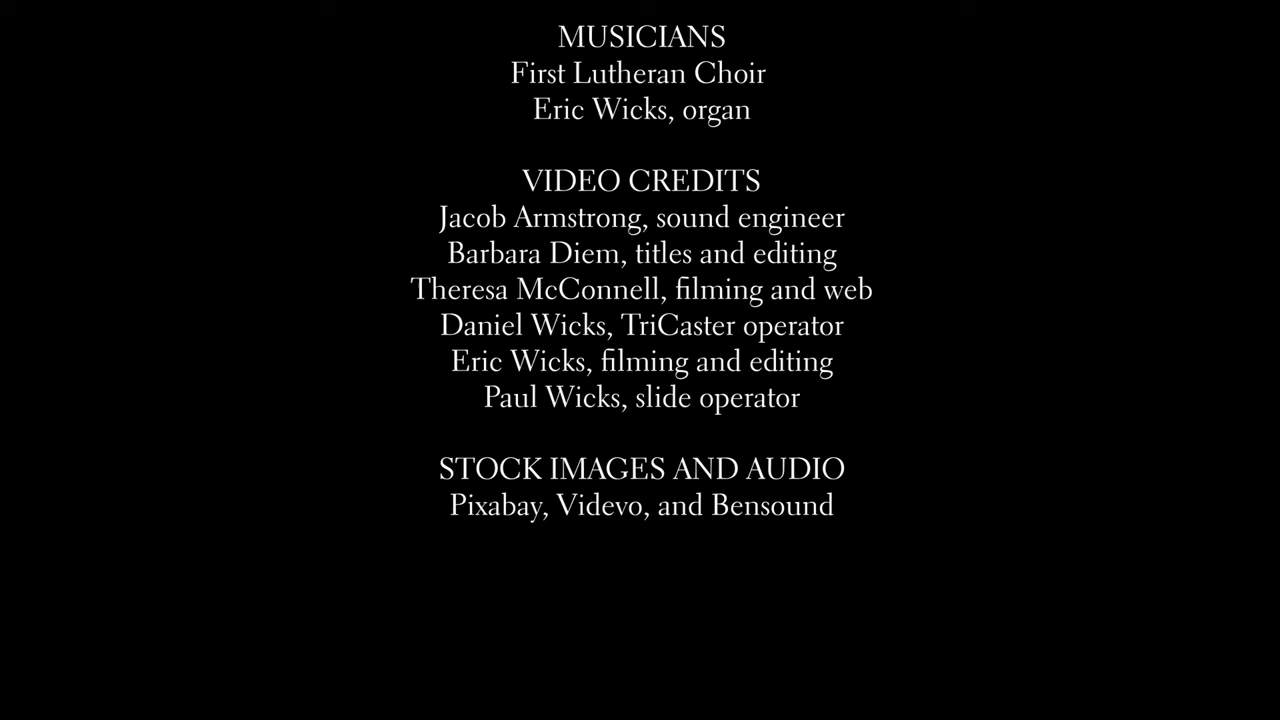 MUSICIANS
First Lutheran Choir
Eric Wicks, organ
VIDEO CREDITS
Jacob Armstrong, sound engineer
Barbara Diem, titles and editing
Theresa McConnell, filming and web
Daniel Wicks, TriCaster operator
Eric Wicks, filming and editing
Paul Wicks, slide operator
STOCK IMAGES AND AUDIO
Pixabay, Videvo, and Bensound